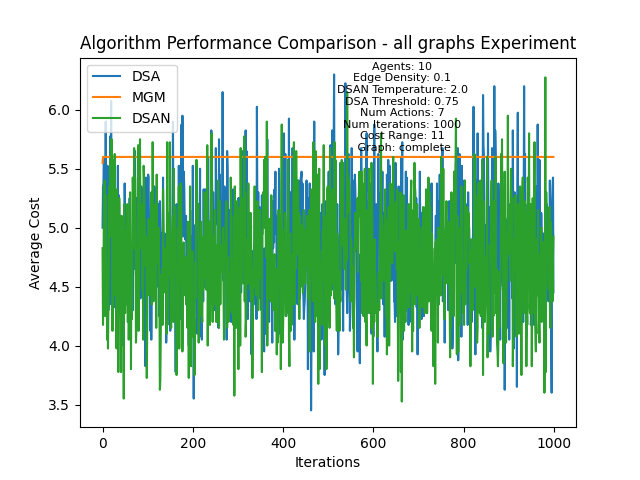 Algorithm Performance Comparison - all graphs Experiment
DSA
MGM
DSAN
Agents: 10
Edge Density: 0.1
DSAN Temperature: 2.0
DSA Threshold: 0.75
Num Actions: 7
Num Iterations: 1000
Cost Range: 11
Graph: complete
Average Cost
6.0
5.5
5.0
4.5
4.0
3.5
0
200
400
600
800
1000
Iterations